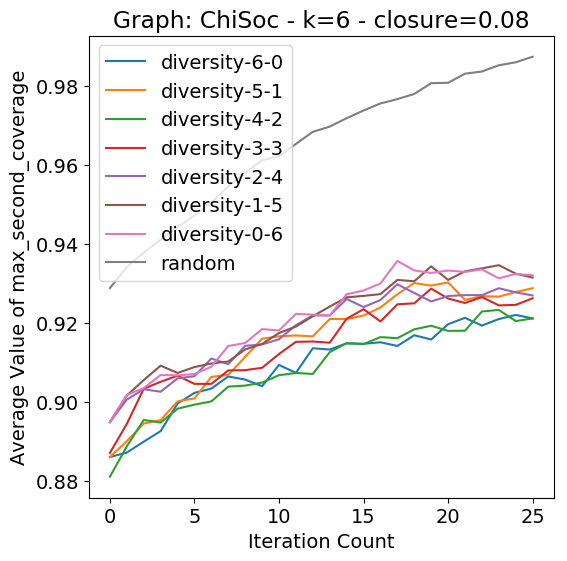 Graph: ChiSoc - k=6 - closure=0.08
Average Value of max_second_coverage
0.98
0.96
0.94
0.92
0.90
0.88
diversity-6-0
diversity-5-1
diversity-4-2
diversity-3-3
diversity-2-4
diversity-1-5
diversity-0-6
random
0 5 10 15 20 25
Iteration Count